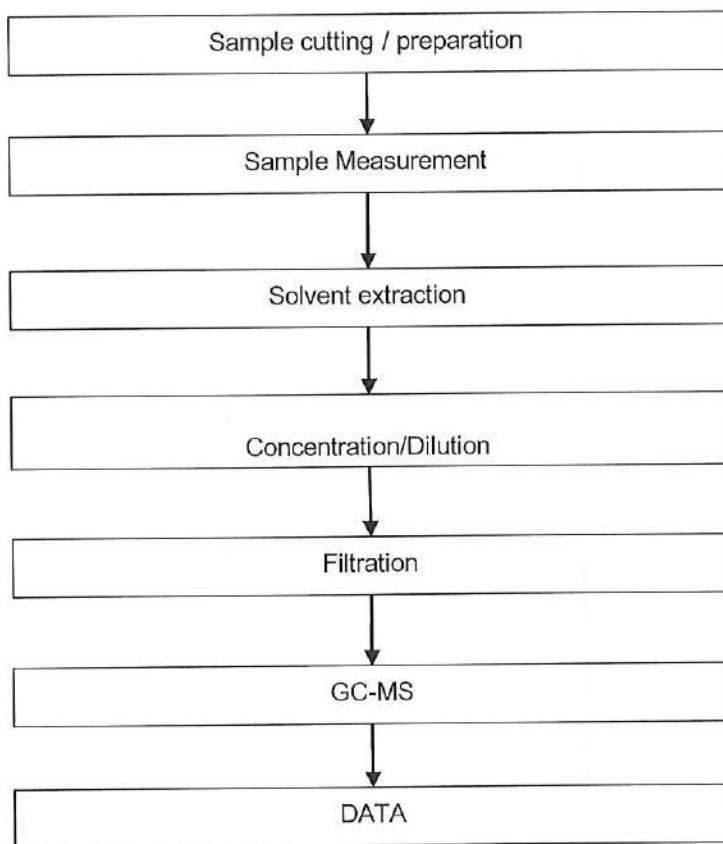 Sample cutting / preparation
Sample Measurement
Solvent extraction
Concentration/Dilution
Filtration
GC-MS
DATA